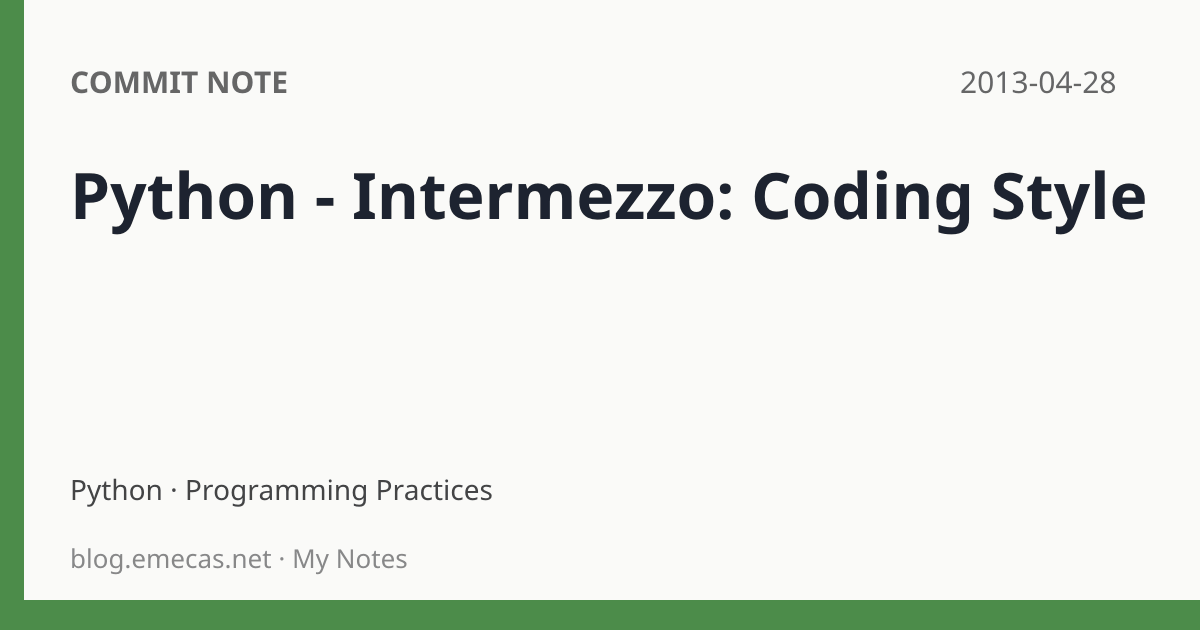 COMMIT NOTE 2013-04-28
Python - Intermezzo: Coding Style
Python · Programming Practices
blog.emecas.net · My Notes